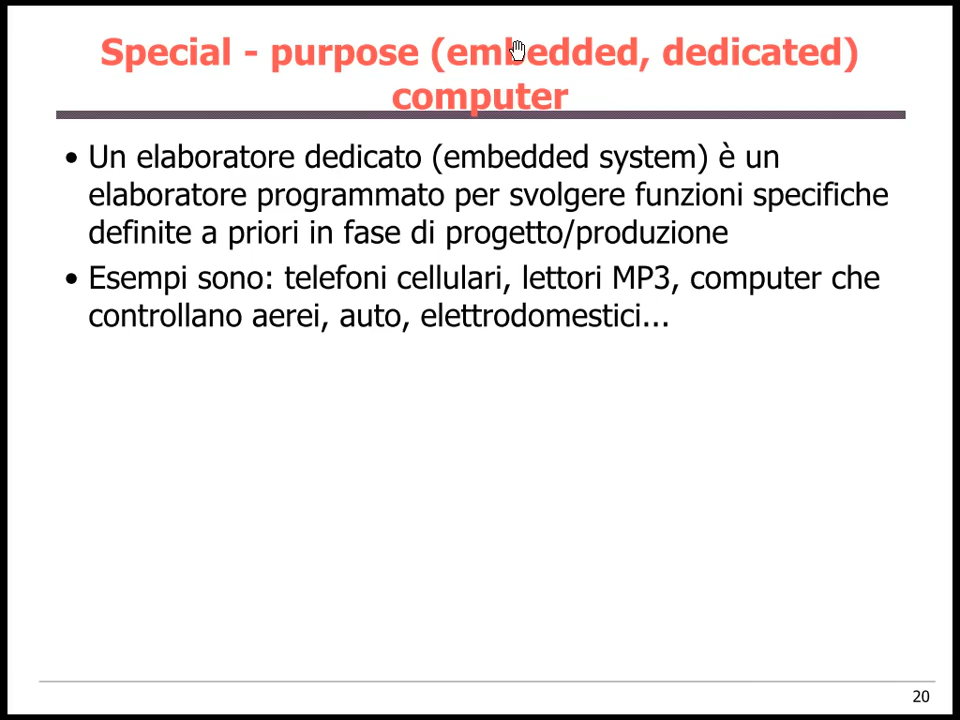 Special - purpose (embedded, dedicated)
computer
• Un elaboratore dedicato (embedded system) è un
elaboratore programmato per svolgere funzioni specifiche
definite a priori in fase di progetto/produzione
• Esempi sono: telefoni cellulari, lettori MP3, computer che
controllano aerei, auto, elettrodomestici...
20